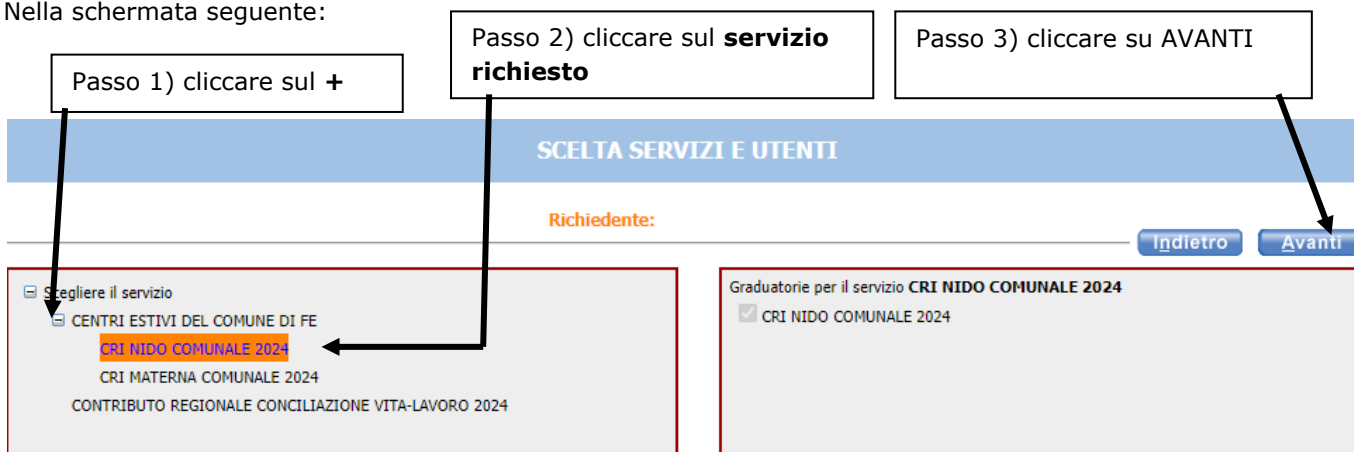 Nella schermata seguente:
Passo 1) cliccare sul +
Passo 2) cliccare sul servizio
richiesto
Passo 3) cliccare su AVANTI
SCELTA SERVIZI E UTENTI
Richiedente:
Indietro
Avanti
Scegliere il servizio
CENTRI ESTIVI DEL COMUNE DI FE
CRI NIDO COMUNALE 2024
CRI MATERNA COMUNALE 2024
CONTRIBUTO REGIONALE CONCILIAZIONE VITA-LAVORO 2024
Graduatorie per il servizio CRI NIDO COMUNALE 2024
CRI NIDO COMUNALE 2024